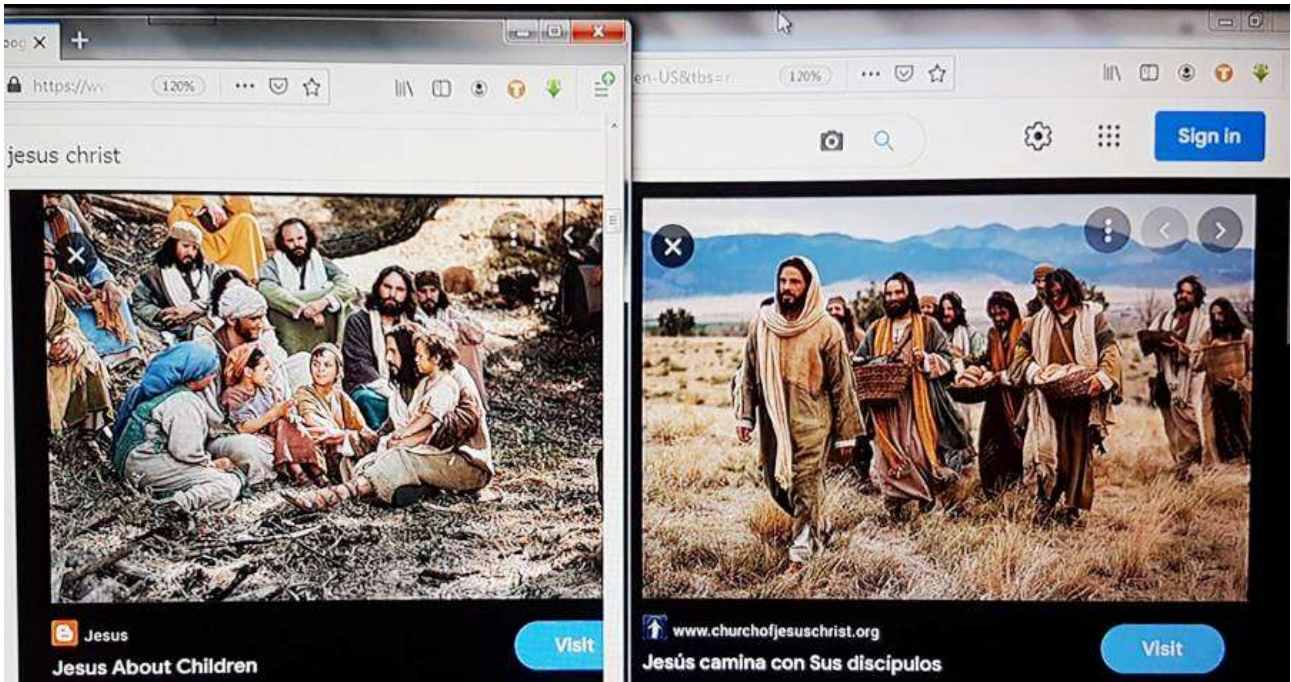 https://w
120%
jesus christ
Jesus
Visit
Jesus About Children
en-US&tbs=r
120%
Sign in
www.churchofjesuschrist.org
Visit
Jesús camina con Sus discípulos